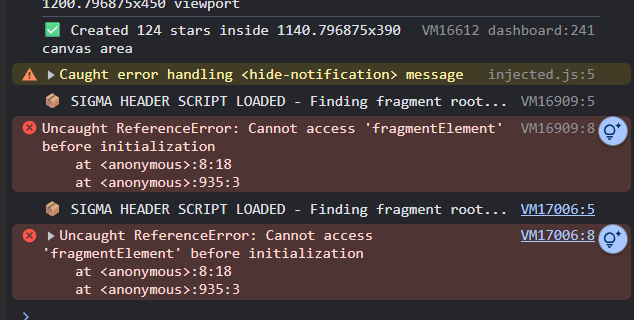 1200.796875x450 viewport
✅ Created 124 stars inside 1140.796875x390 VM16612 dashboard:241
canvas area
▶ Caught error handling <hide-notification> message injected.js:5
📦 SIGMA HEADER SCRIPT LOADED - Finding fragment root... VM16909:5
Uncaught ReferenceError: Cannot access 'fragmentElement' VM16909:8
before initialization
at <anonymous>:8:18
at <anonymous>:935:3
📦 SIGMA HEADER SCRIPT LOADED - Finding fragment root... VM17006:5
▶ Uncaught ReferenceError: Cannot access VM17006:8
'fragmentElement' before initialization
at <anonymous>:8:18
at <anonymous>:935:3